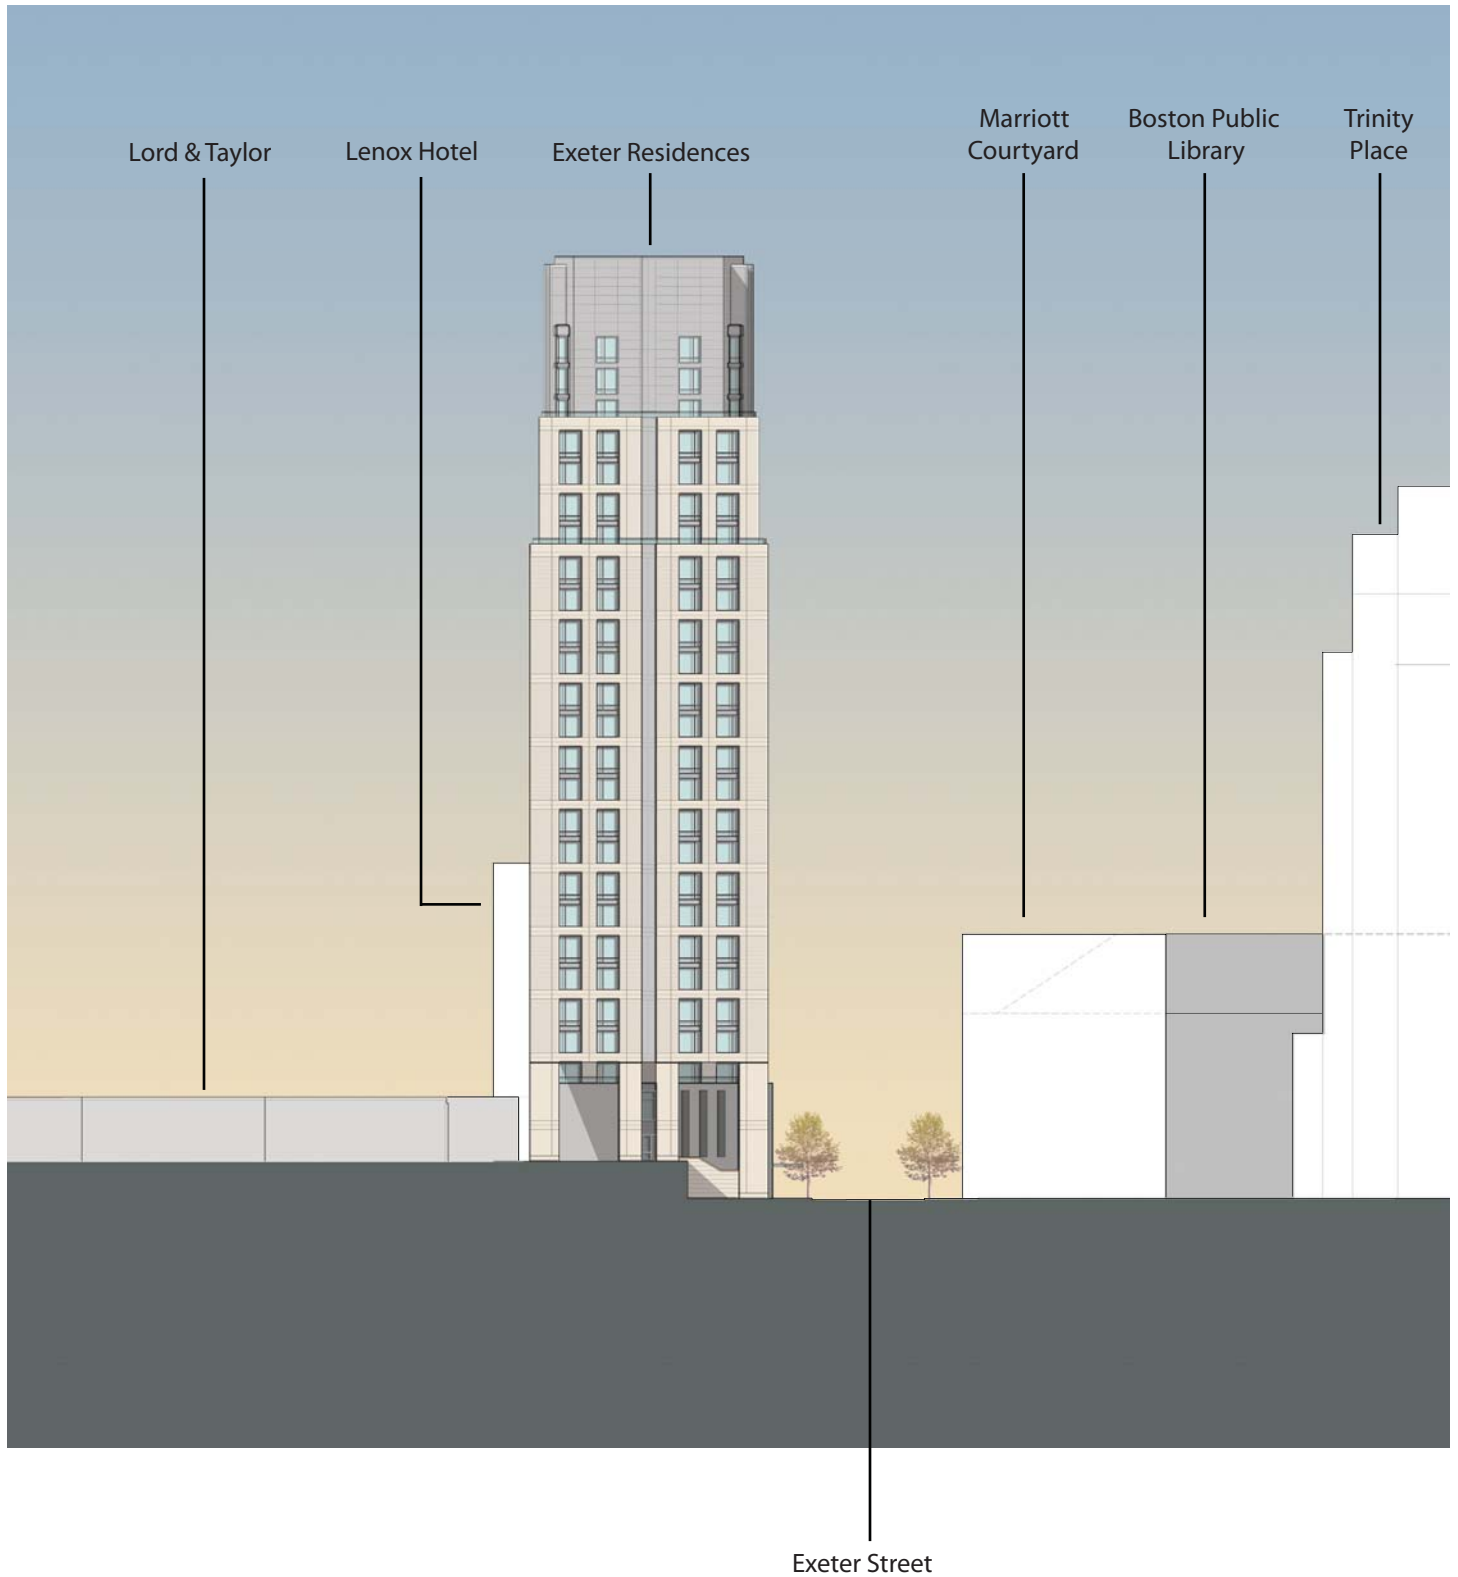 Lord & Taylor
Lenox Hotel
Exeter Residences
Marriott
Courtyard
Boston Public
Library
Trinity
Place
Exeter Street